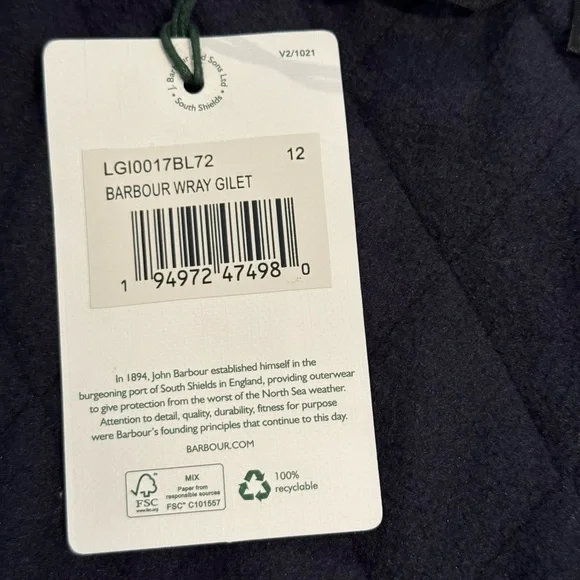 V2/1021
J. Barbour and Sons Ltd
• South Shields •
LGI0017BL72 12
BARBOUR WRAY GILET
1 94972 47498 0
In 1894, John Barbour established himself in the
burgeoning port of South Shields in England, providing outerwear
to give protection from the worst of the North Sea weather.
Attention to detail, quality, durability, fitness for purpose
were Barbour's founding principles that continue to this day.
BARBOUR.COM
FSC
www.fsc.org
MIX
Paper from
responsible sources
FSC™ C101557
100%
recyclable